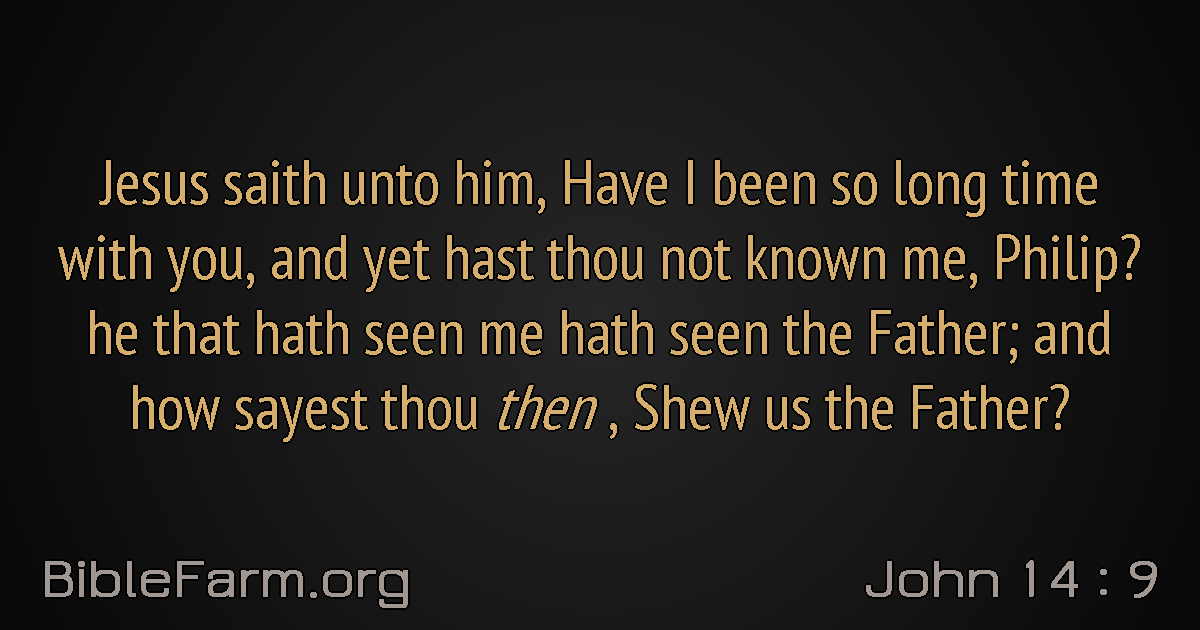 Jesus saith unto him, Have I been so long time
with you, and yet hast thou not known me, Philip?
he that hath seen me hath seen the Father; and
how sayest thou then , Shew us the Father?
BibleFarm.org
John 14 : 9